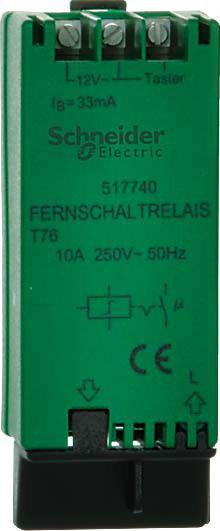 12V~ Taster
IB=33mA
Schneider
Electric
517740
FERNSCHALTRELAIS
T76
10A 250V~ 50Hz
μ
CE
L